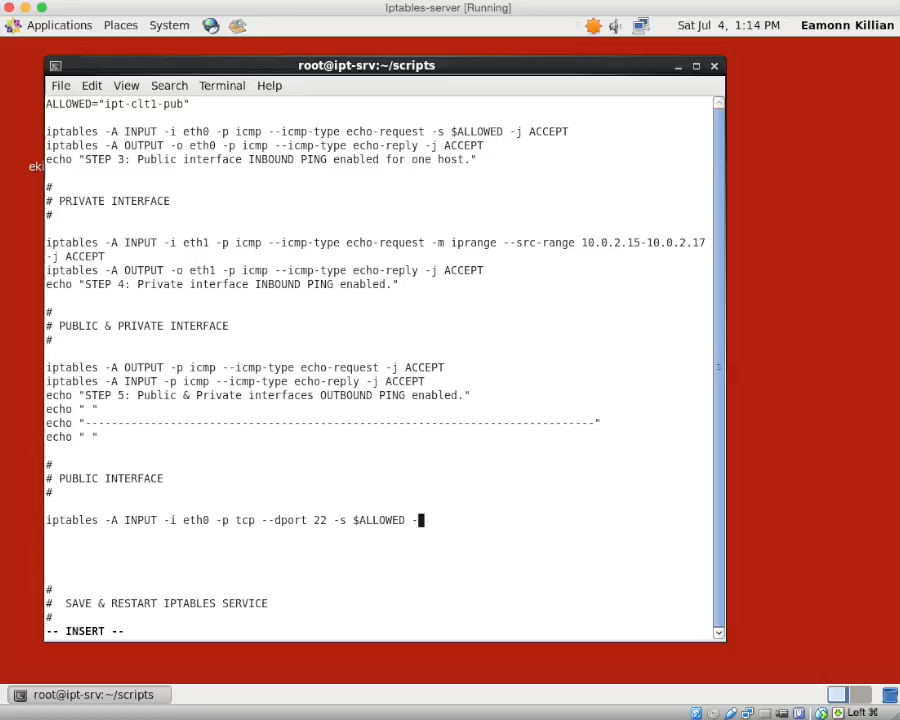 Iptables-server [Running]
Applications Places System Sat Jul 4, 1:14 PM Eamonn Killian
root@ipt-srv:~/scripts
File Edit View Search Terminal Help
ALLOWED="ipt-clt1-pub"
iptables -A INPUT -i eth0 -p icmp --icmp-type echo-request -s $ALLOWED -j ACCEPT
iptables -A OUTPUT -o eth0 -p icmp --icmp-type echo-reply -j ACCEPT
echo "STEP 3: Public interface INBOUND PING enabled for one host."
eki
#
# PRIVATE INTERFACE
#
iptables -A INPUT -i eth1 -p icmp --icmp-type echo-request -m iprange --src-range 10.0.2.15-10.0.2.17
-j ACCEPT
iptables -A OUTPUT -o eth1 -p icmp --icmp-type echo-reply -j ACCEPT
echo "STEP 4: Private interface INBOUND PING enabled."
#
# PUBLIC & PRIVATE INTERFACE
#
iptables -A OUTPUT -p icmp --icmp-type echo-request -j ACCEPT
iptables -A INPUT -p icmp --icmp-type echo-reply -j ACCEPT
echo "STEP 5: Public & Private interfaces OUTBOUND PING enabled."
echo " "
echo "------------------------------------------------------------------------------"
echo " "
#
# PUBLIC INTERFACE
#
iptables -A INPUT -i eth0 -p tcp --dport 22 -s $ALLOWED -
#
#  SAVE & RESTART IPTABLES SERVICE
#
-- INSERT --
root@ipt-srv:~/scripts
Left ⌘